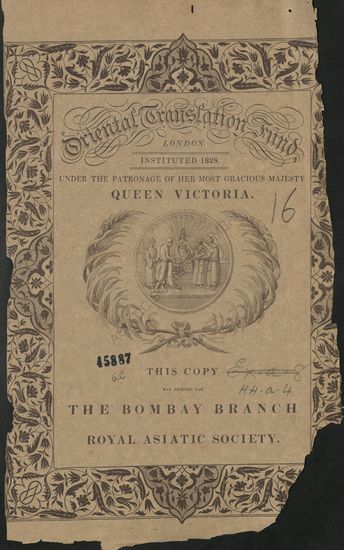 Oriental Translation Fund,
LONDON
INSTITUTED 1828.
UNDER THE PATRONAGE OF HER MOST GRACIOUS MAJESTY
QUEEN VICTORIA.
16
45887
THIS COPY
HH-a-4
WAS PRINTED FOR
THE BOMBAY BRANCH
ROYAL ASIATIC SOCIETY.